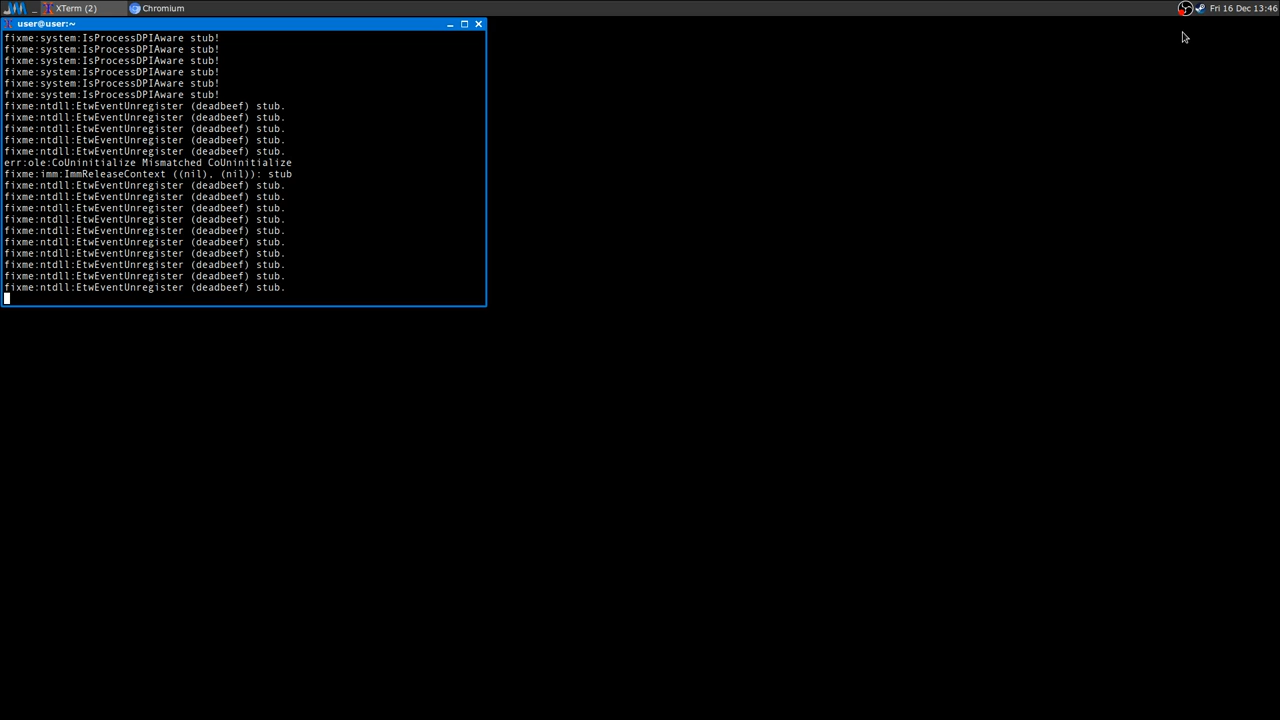 XTerm (2)
Chromium
Fri 16 Dec 13:46
user@user:~
fixme:system:IsProcessDPIAware stub!
fixme:system:IsProcessDPIAware stub!
fixme:system:IsProcessDPIAware stub!
fixme:system:IsProcessDPIAware stub!
fixme:system:IsProcessDPIAware stub!
fixme:system:IsProcessDPIAware stub!
fixme:ntdll:EtwEventUnregister (deadbeef) stub.
fixme:ntdll:EtwEventUnregister (deadbeef) stub.
fixme:ntdll:EtwEventUnregister (deadbeef) stub.
fixme:ntdll:EtwEventUnregister (deadbeef) stub.
fixme:ntdll:EtwEventUnregister (deadbeef) stub.
err:ole:CoUninitialize Mismatched CoUninitialize
fixme:imm:ImmReleaseContext ((nil), (nil)): stub
fixme:ntdll:EtwEventUnregister (deadbeef) stub.
fixme:ntdll:EtwEventUnregister (deadbeef) stub.
fixme:ntdll:EtwEventUnregister (deadbeef) stub.
fixme:ntdll:EtwEventUnregister (deadbeef) stub.
fixme:ntdll:EtwEventUnregister (deadbeef) stub.
fixme:ntdll:EtwEventUnregister (deadbeef) stub.
fixme:ntdll:EtwEventUnregister (deadbeef) stub.
fixme:ntdll:EtwEventUnregister (deadbeef) stub.
fixme:ntdll:EtwEventUnregister (deadbeef) stub.
fixme:ntdll:EtwEventUnregister (deadbeef) stub.